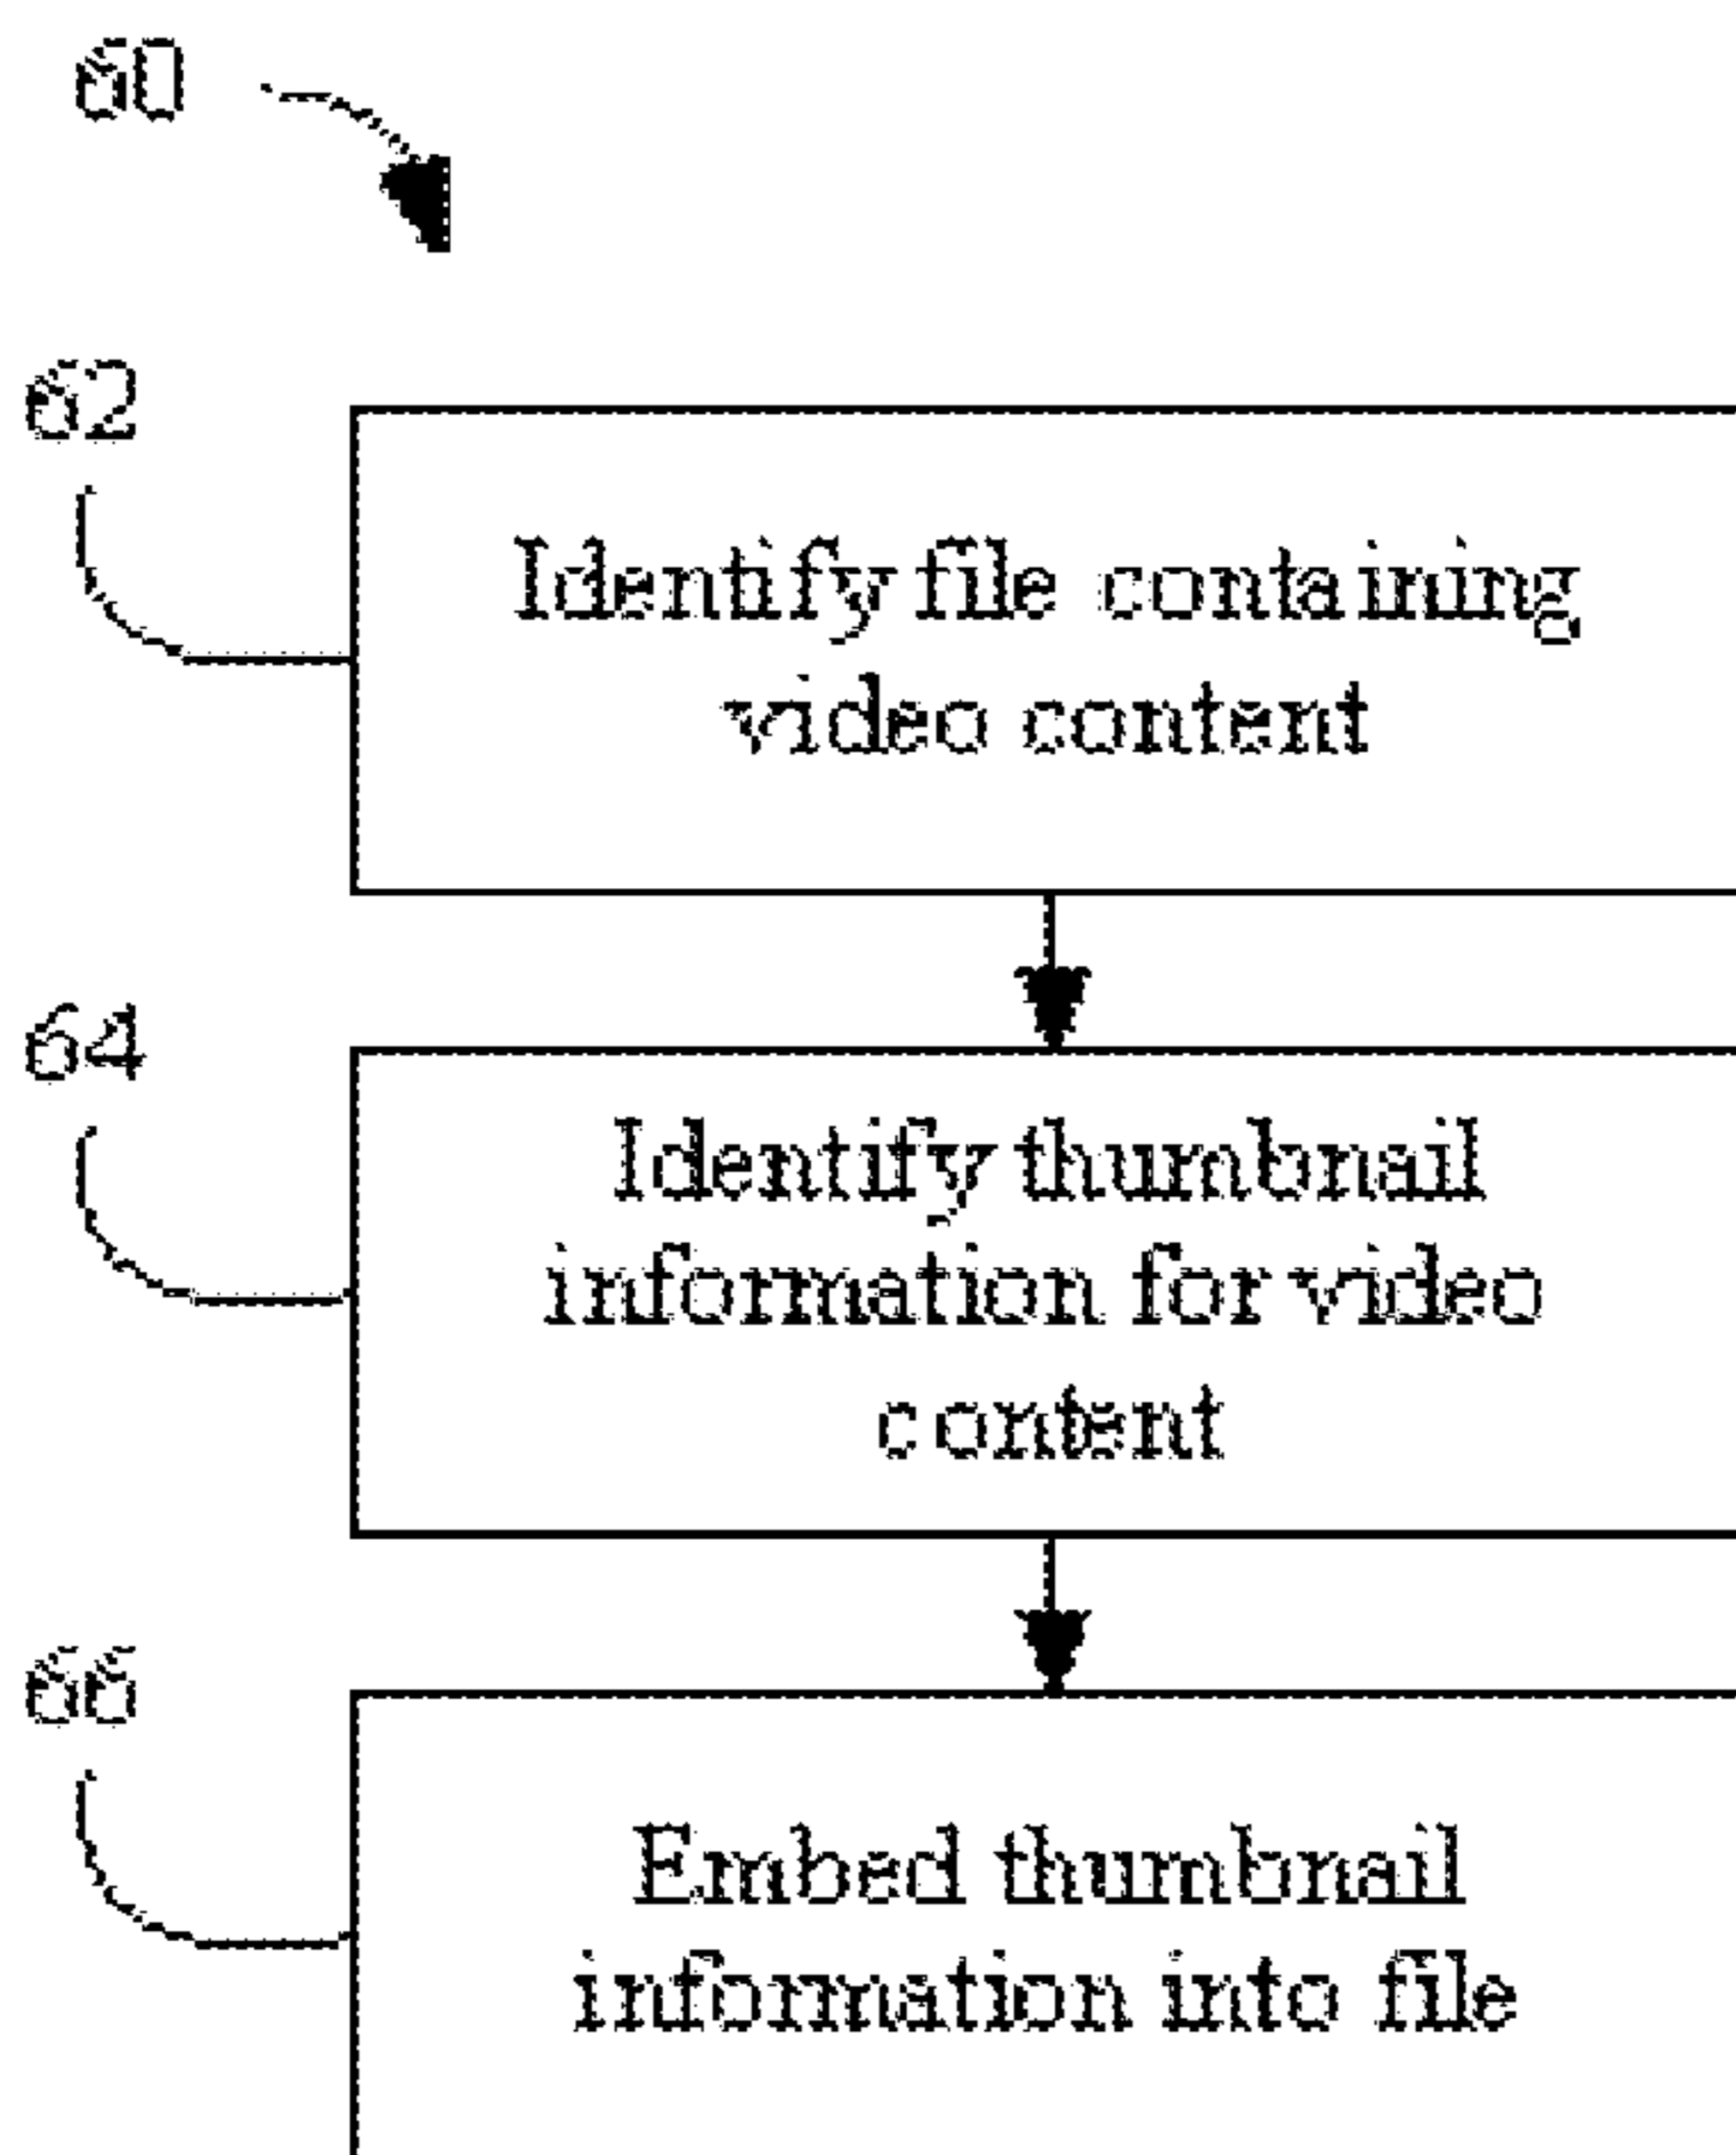 60
62
Identify file containing
video content
64
Identify thumbnail
information for video
content
66
Embed thumbnail
information into file